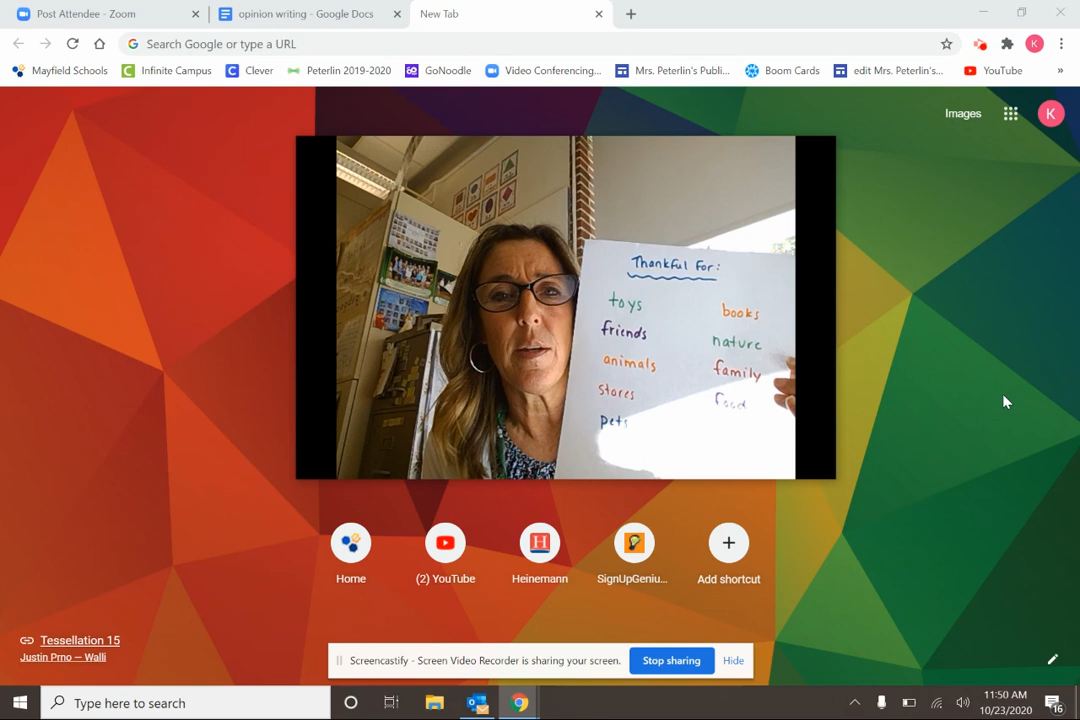 Post Attendee - Zoom
opinion writing - Google Docs
New Tab
Search Google or type a URL
K
Mayfield Schools
Infinite Campus
Clever
Peterlin 2019-2020
GoNoodle
Video Conferencing...
Mrs. Peterlin's Publi...
Boom Cards
edit Mrs. Peterlin's...
YouTube
»
Images
K
Thankful For:
toys
friends
animals
stores
pets
books
nature
family
food
Home
(2) YouTube
Heinemann
SignUpGeniu...
Add shortcut
Tessellation 15
Justin Prno — Walli
Screencastify - Screen Video Recorder is sharing your screen.
Stop sharing
Hide
Type here to search
11:50 AM
10/23/2020
16